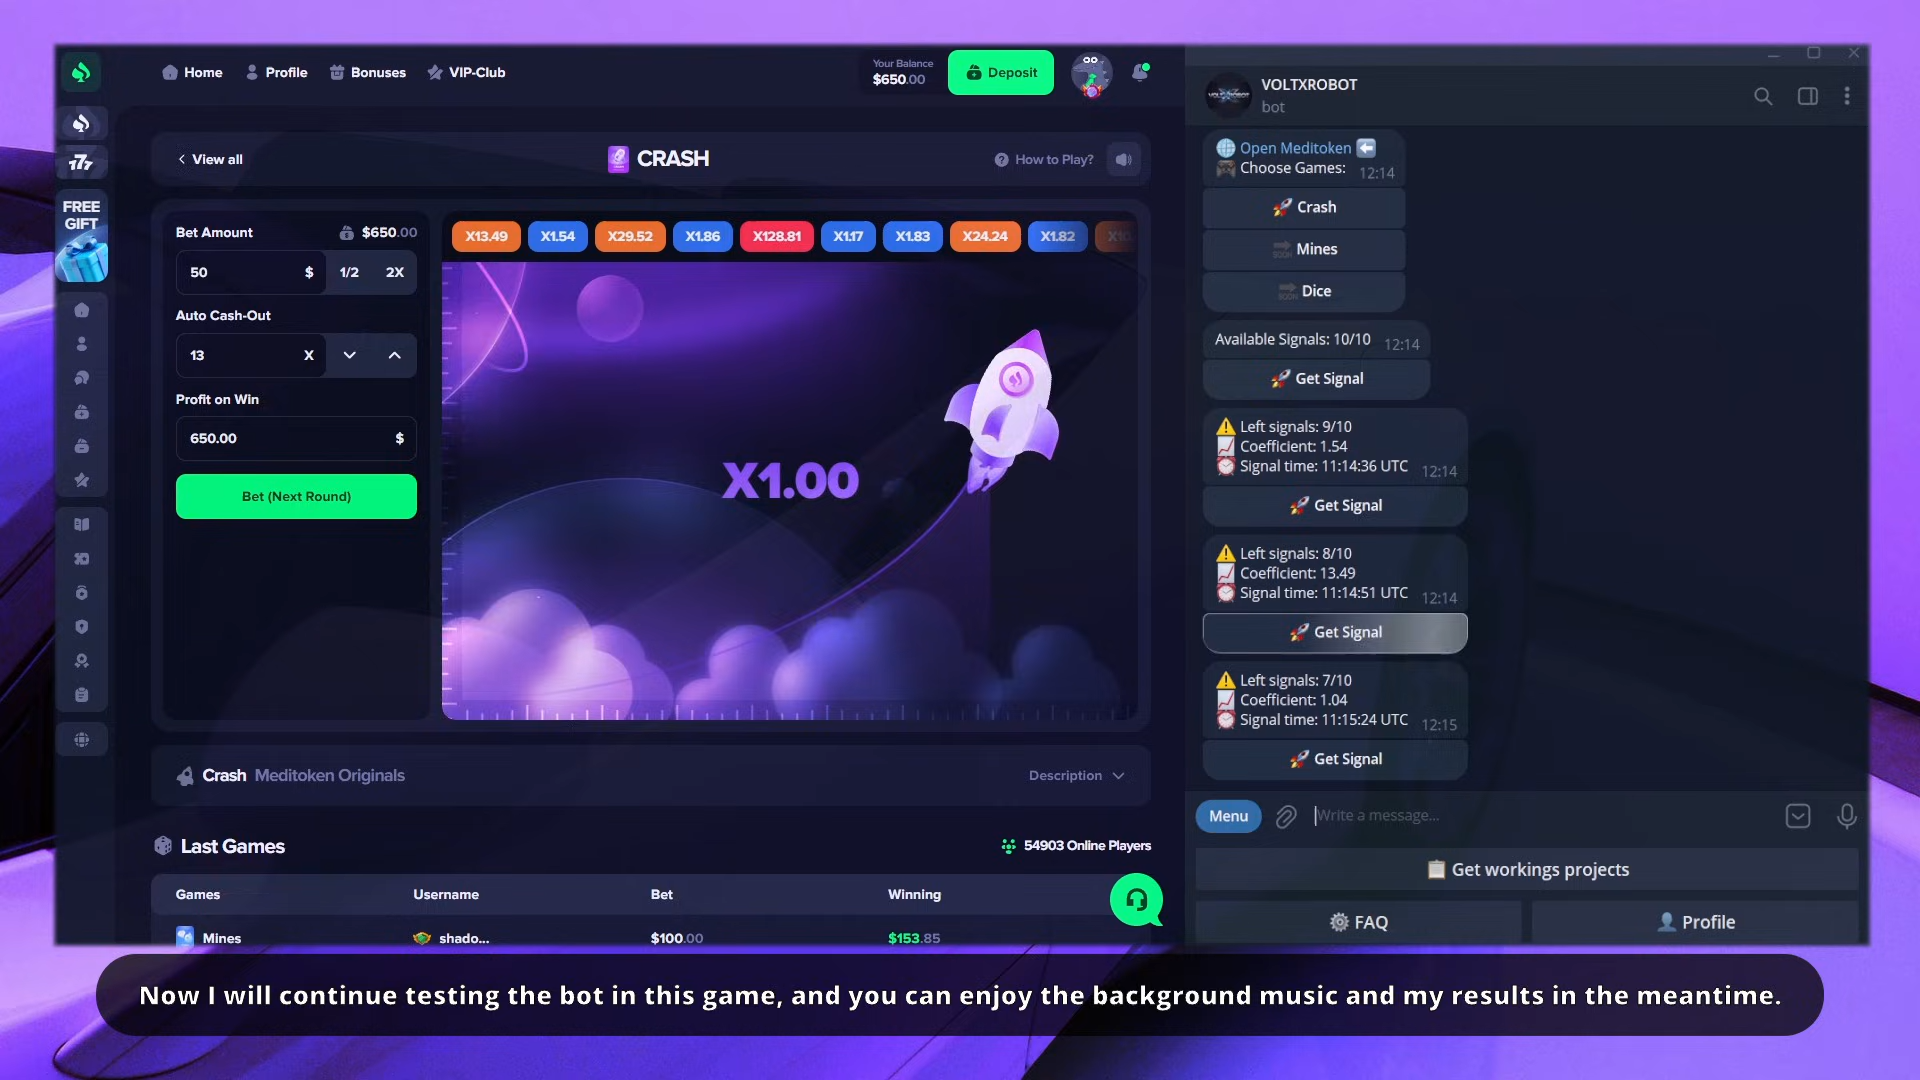 Home
Profile
Bonuses
VIP-Club
Your Balance
$650.00
Deposit
777
FREE
GIFT
View all
CRASH
How to Play?
Bet Amount
$650.00
50 $ 1/2 2X
Auto Cash-Out
13 X
Profit on Win
650.00 $
Bet (Next Round)
X13.49 X1.54 X29.52 X1.86 X128.81 X1.17 X1.83 X24.24 X1.82
X1.00
Crash Meditoken Originals
Description
Last Games
54903 Online Players
Games Username Bet Winning
Mines shado... $100.00 $153.85
VOLTXROBOT
bot
Open Meditoken
Choose Games: 12:14
Crash
Mines
Dice
Available Signals: 10/10 12:14
Get Signal
Left signals: 9/10
Coefficient: 1.54
Signal time: 11:14:36 UTC 12:14
Get Signal
Left signals: 8/10
Coefficient: 13.49
Signal time: 11:14:51 UTC 12:14
Get Signal
Left signals: 7/10
Coefficient: 1.04
Signal time: 11:15:24 UTC 12:15
Get Signal
Menu
Write a message...
Get workings projects
FAQ
Profile
Now I will continue testing the bot in this game, and you can enjoy the background music and my results in the meantime.